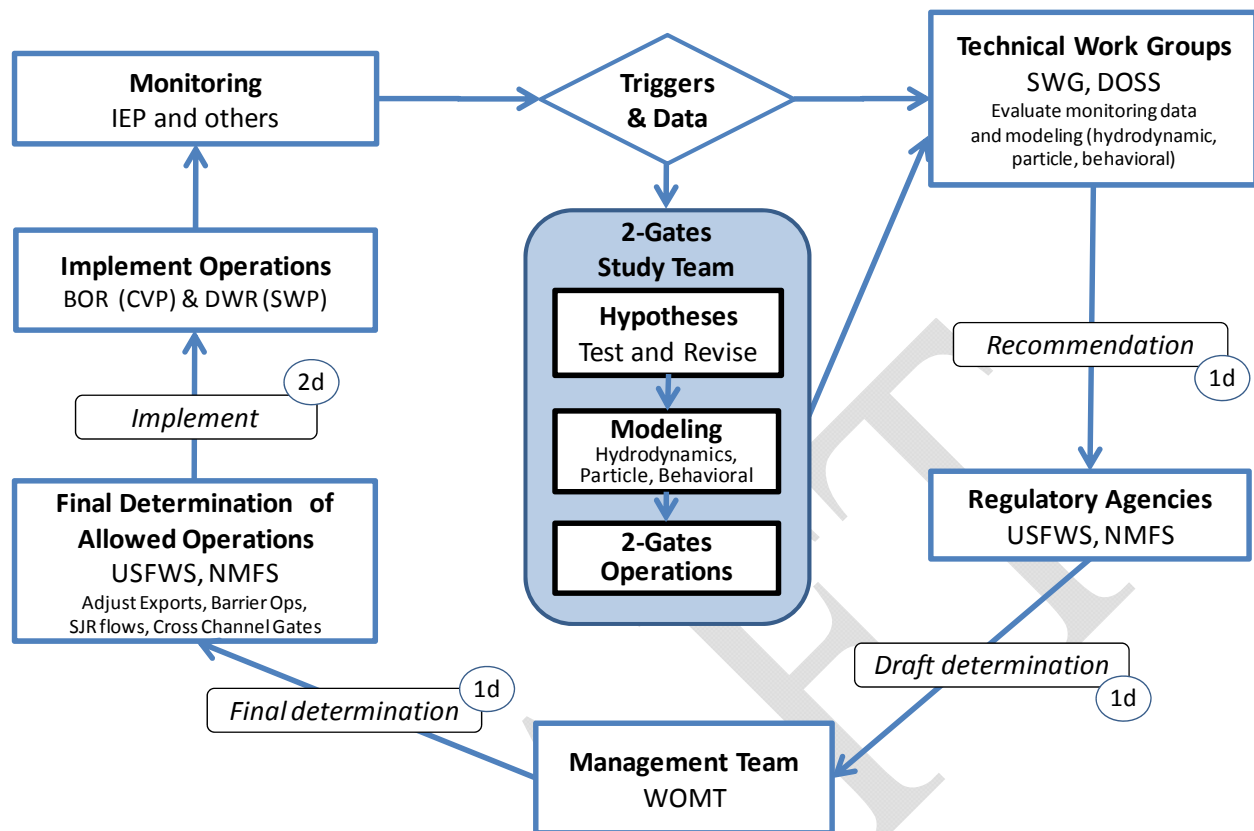 Monitoring
IEP and others
Triggers
& Data
Technical Work Groups
SWG, DOSS
Evaluate monitoring data
and modeling (hydrodynamic,
particle, behavioral)
2-Gates
Study Team
Hypotheses
Test and Revise
Modeling
Hydrodynamics,
Particle, Behavioral
2-Gates
Operations
Recommendation
1d
Regulatory Agencies
USFWS, NMFS
Draft determination
1d
Management Team
WOMT
Final determination
1d
Final Determination of
Allowed Operations
USFWS, NMFS
Adjust Exports, Barrier Ops,
SJR flows, Cross Channel Gates
Implement
2d
Implement Operations
BOR (CVP) & DWR (SWP)